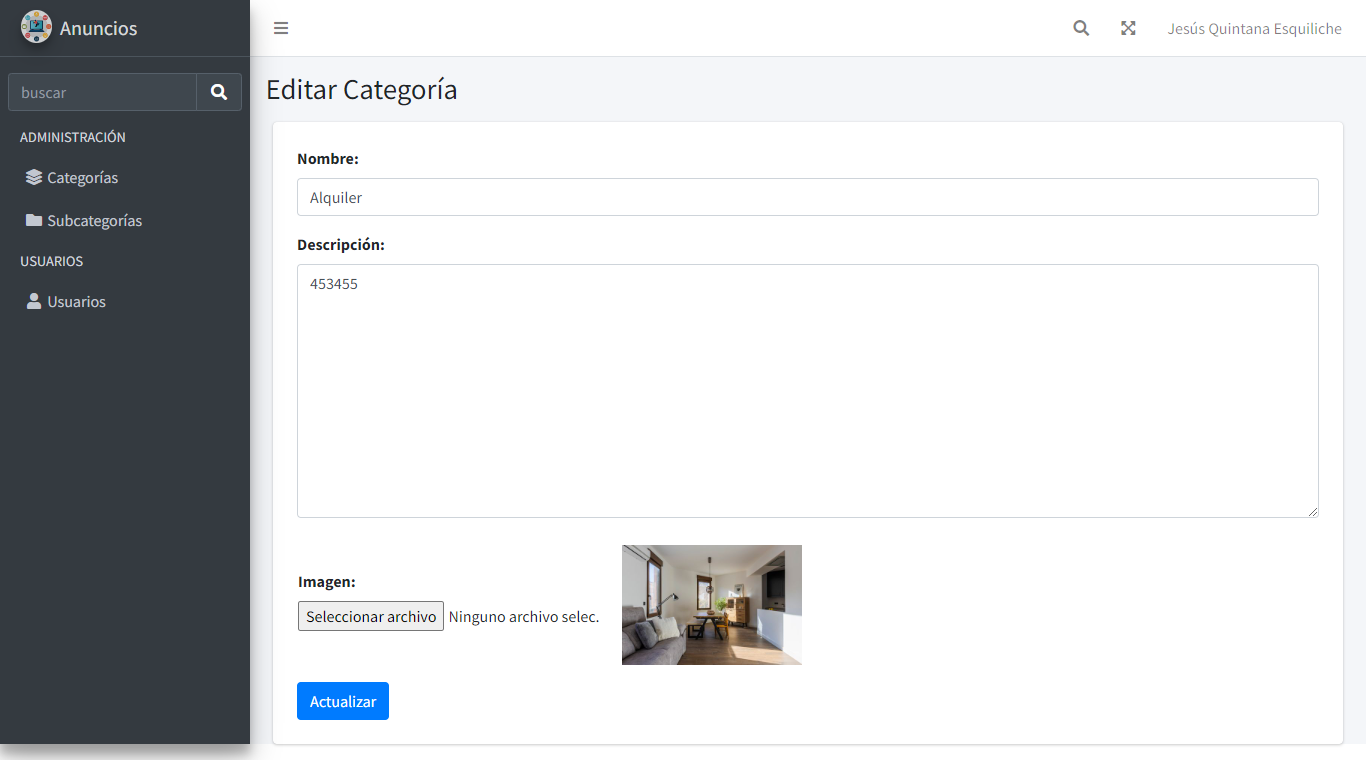 Anuncios
Jesús Quintana Esquiliche
buscar
ADMINISTRACIÓN
Categorías
Subcategorías
USUARIOS
Usuarios
Editar Categoría
Nombre:
Alquiler
Descripción:
453455
Imagen:
Seleccionar archivo Ninguno archivo selec.
Actualizar